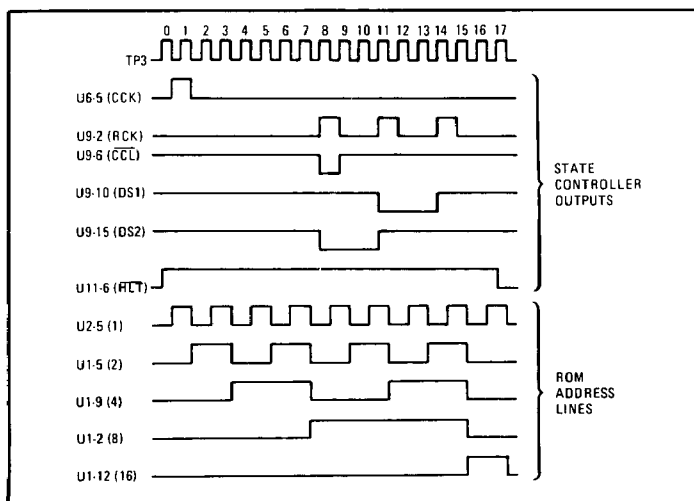 0 1 2 3 4 5 6 7 8 9 10 11 12 13 14 15 16 17
TP3
U6-5 (CCK)
U9-2 (RCK)
U9-6 (CCL)
U9-10 (DS1)
U9-15 (DS2)
U11-6 (HLT)
STATE
CONTROLLER
OUTPUTS
U2-5 (1)
U1-5 (2)
U1-9 (4)
U1-2 (8)
U1-12 (16)
ROM
ADDRESS
LINES